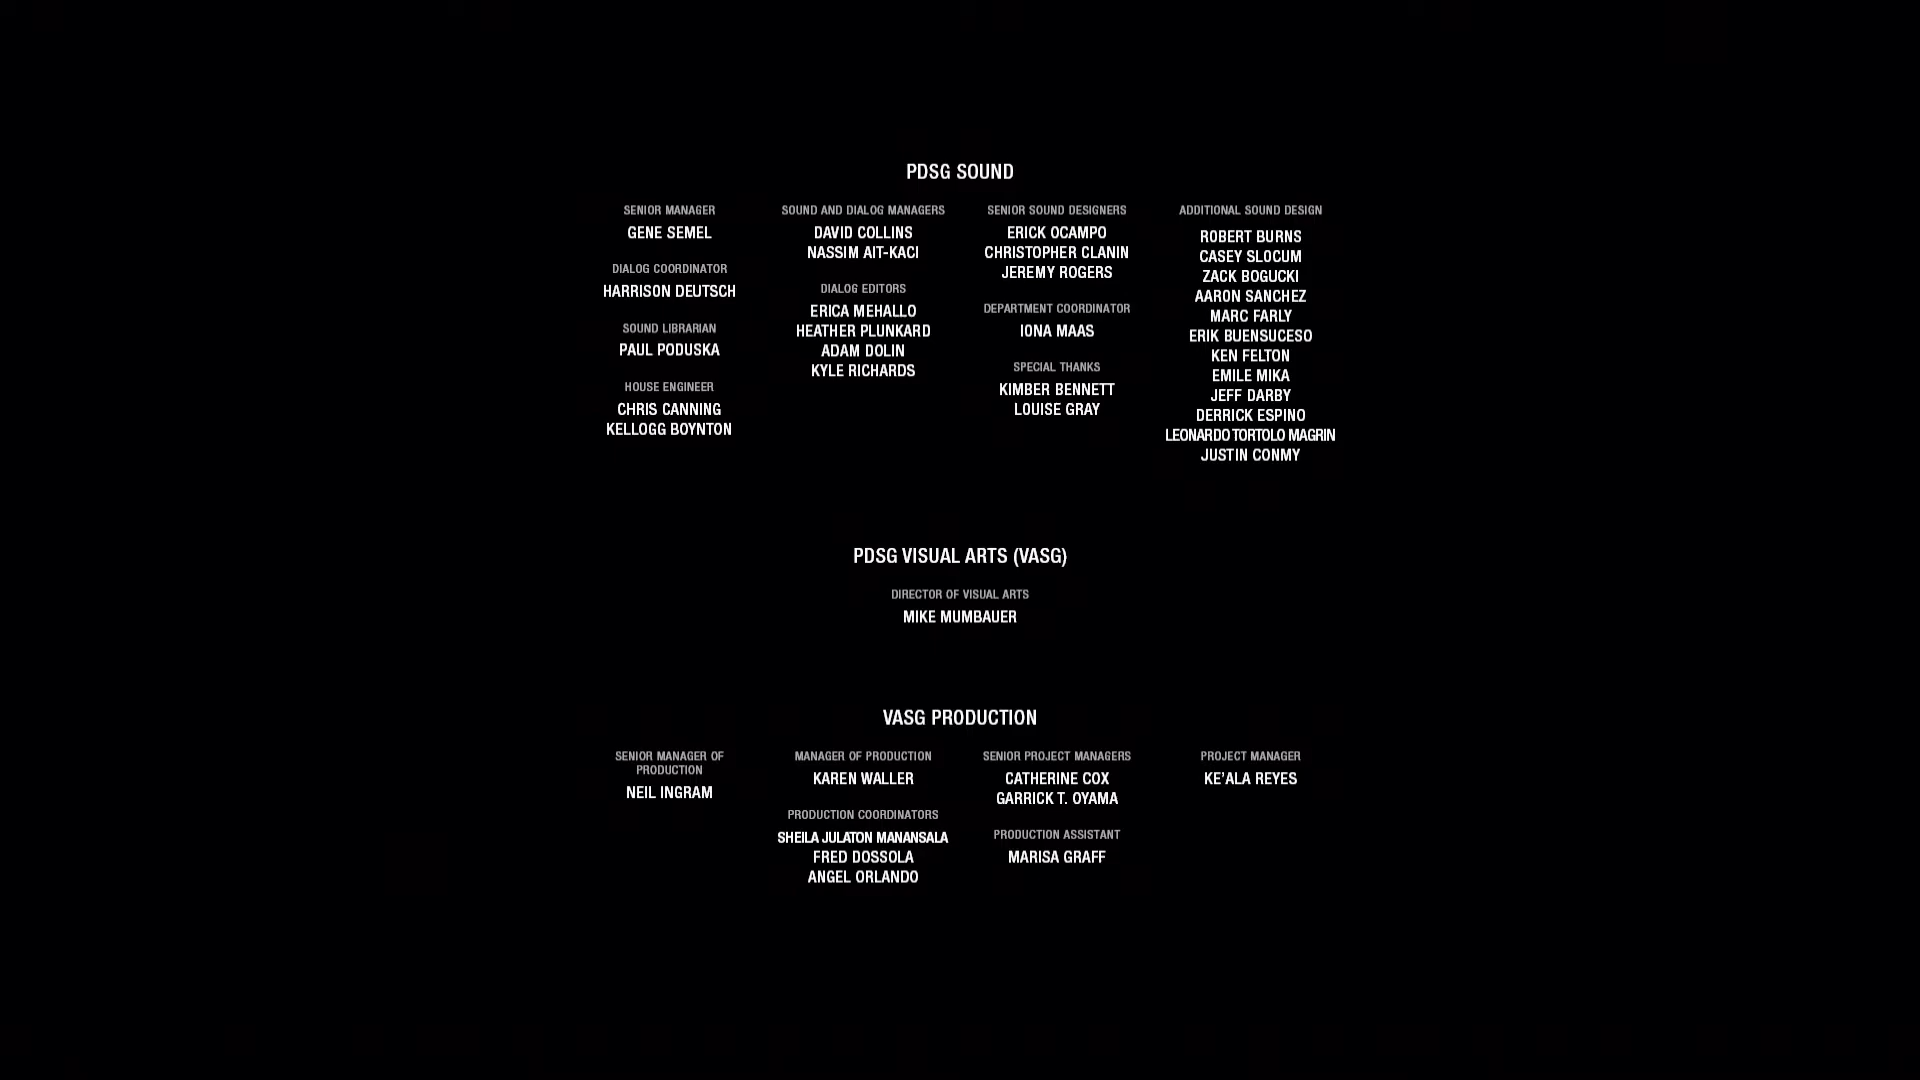 PDSG SOUND
SENIOR MANAGER
GENE SEMEL
DIALOG COORDINATOR
HARRISON DEUTSCH
SOUND LIBRARIAN
PAUL PODUSKA
HOUSE ENGINEER
CHRIS CANNING
KELLOGG BOYNTON
SOUND AND DIALOG MANAGERS
DAVID COLLINS
NASSIM AIT-KACI
DIALOG EDITORS
ERICA MEHALLO
HEATHER PLUNKARD
ADAM DOLIN
KYLE RICHARDS
SENIOR SOUND DESIGNERS
ERICK OCAMPO
CHRISTOPHER CLANIN
JEREMY ROGERS
DEPARTMENT COORDINATOR
IONA MAAS
SPECIAL THANKS
KIMBER BENNETT
LOUISE GRAY
ADDITIONAL SOUND DESIGN
ROBERT BURNS
CASEY SLOCUM
ZACK BOGUCKI
AARON SANCHEZ
MARC FARLY
ERIK BUENSUCESO
KEN FELTON
EMILE MIKA
JEFF DARBY
DERRICK ESPINO
LEONARDO TORTOLO MAGRIN
JUSTIN CONMY
PDSG VISUAL ARTS (VASG)
DIRECTOR OF VISUAL ARTS
MIKE MUMBAUER
VASG PRODUCTION
SENIOR MANAGER OF
PRODUCTION
NEIL INGRAM
MANAGER OF PRODUCTION
KAREN WALLER
PRODUCTION COORDINATORS
SHEILA JULATON MANANSALA
FRED DOSSOLA
ANGEL ORLANDO
SENIOR PROJECT MANAGERS
CATHERINE COX
GARRICK T. OYAMA
PRODUCTION ASSISTANT
MARISA GRAFF
PROJECT MANAGER
KE’ALA REYES